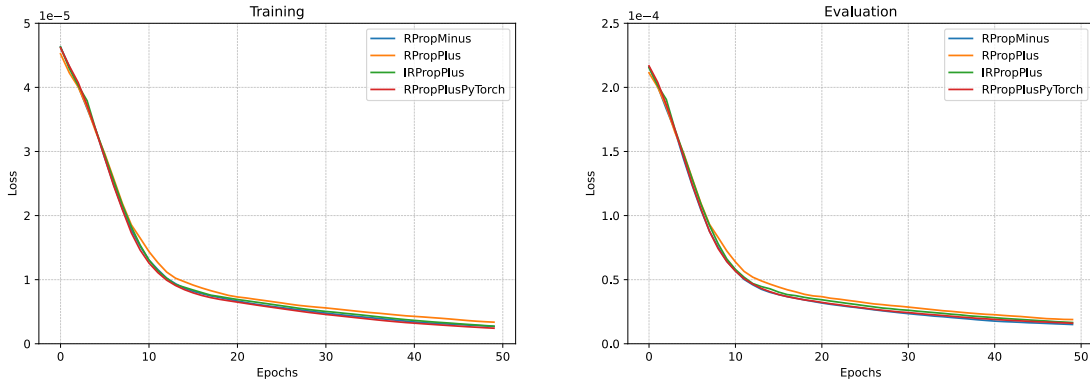 Training
1e−5
5
4
3
2
1
0
Loss
0
10
20
30
40
50
Epochs
RPropMinus
RPropPlus
IRPropPlus
RPropPlusPyTorch
Evaluation
1e−4
2.5
2.0
1.5
1.0
0.5
0.0
Loss
0
10
20
30
40
50
Epochs
RPropMinus
RPropPlus
IRPropPlus
RPropPlusPyTorch